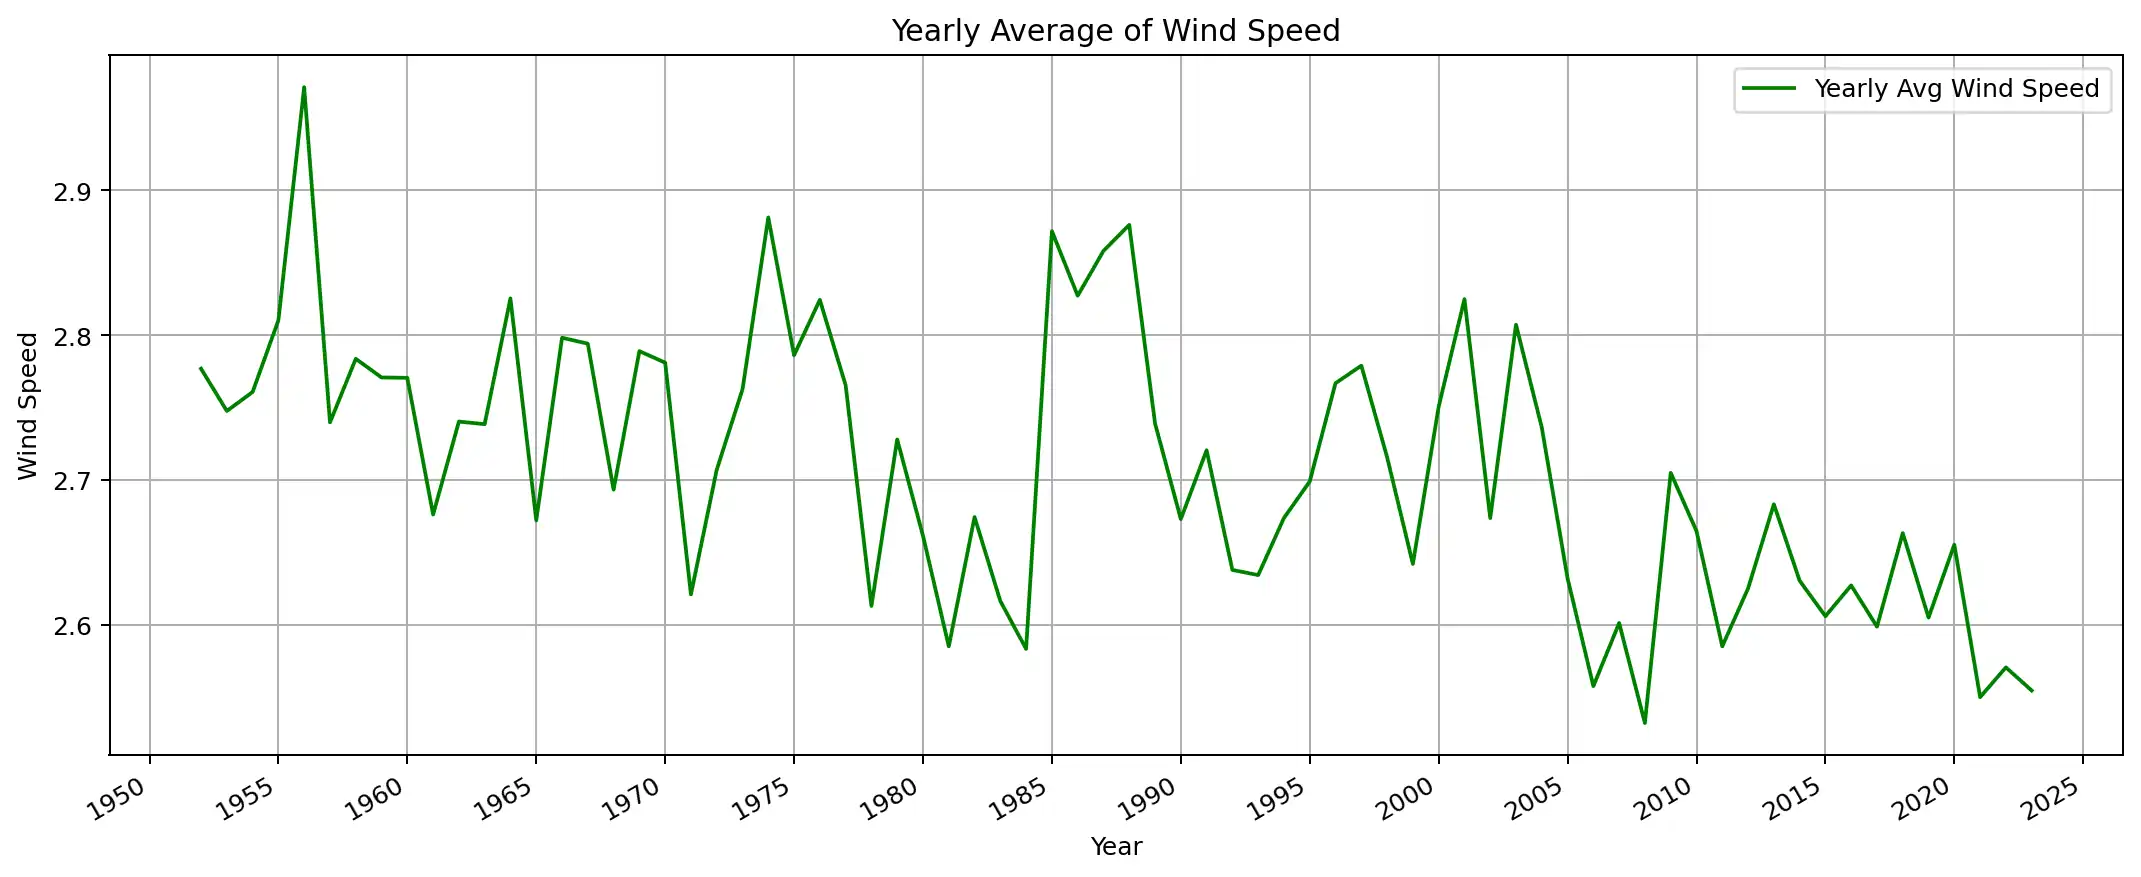 Yearly Average of Wind Speed
Yearly Avg Wind Speed
Wind Speed
2.9
2.8
2.7
2.6
1950 1955 1960 1965 1970 1975 1980 1985 1990 1995 2000 2005 2010 2015 2020 2025
Year